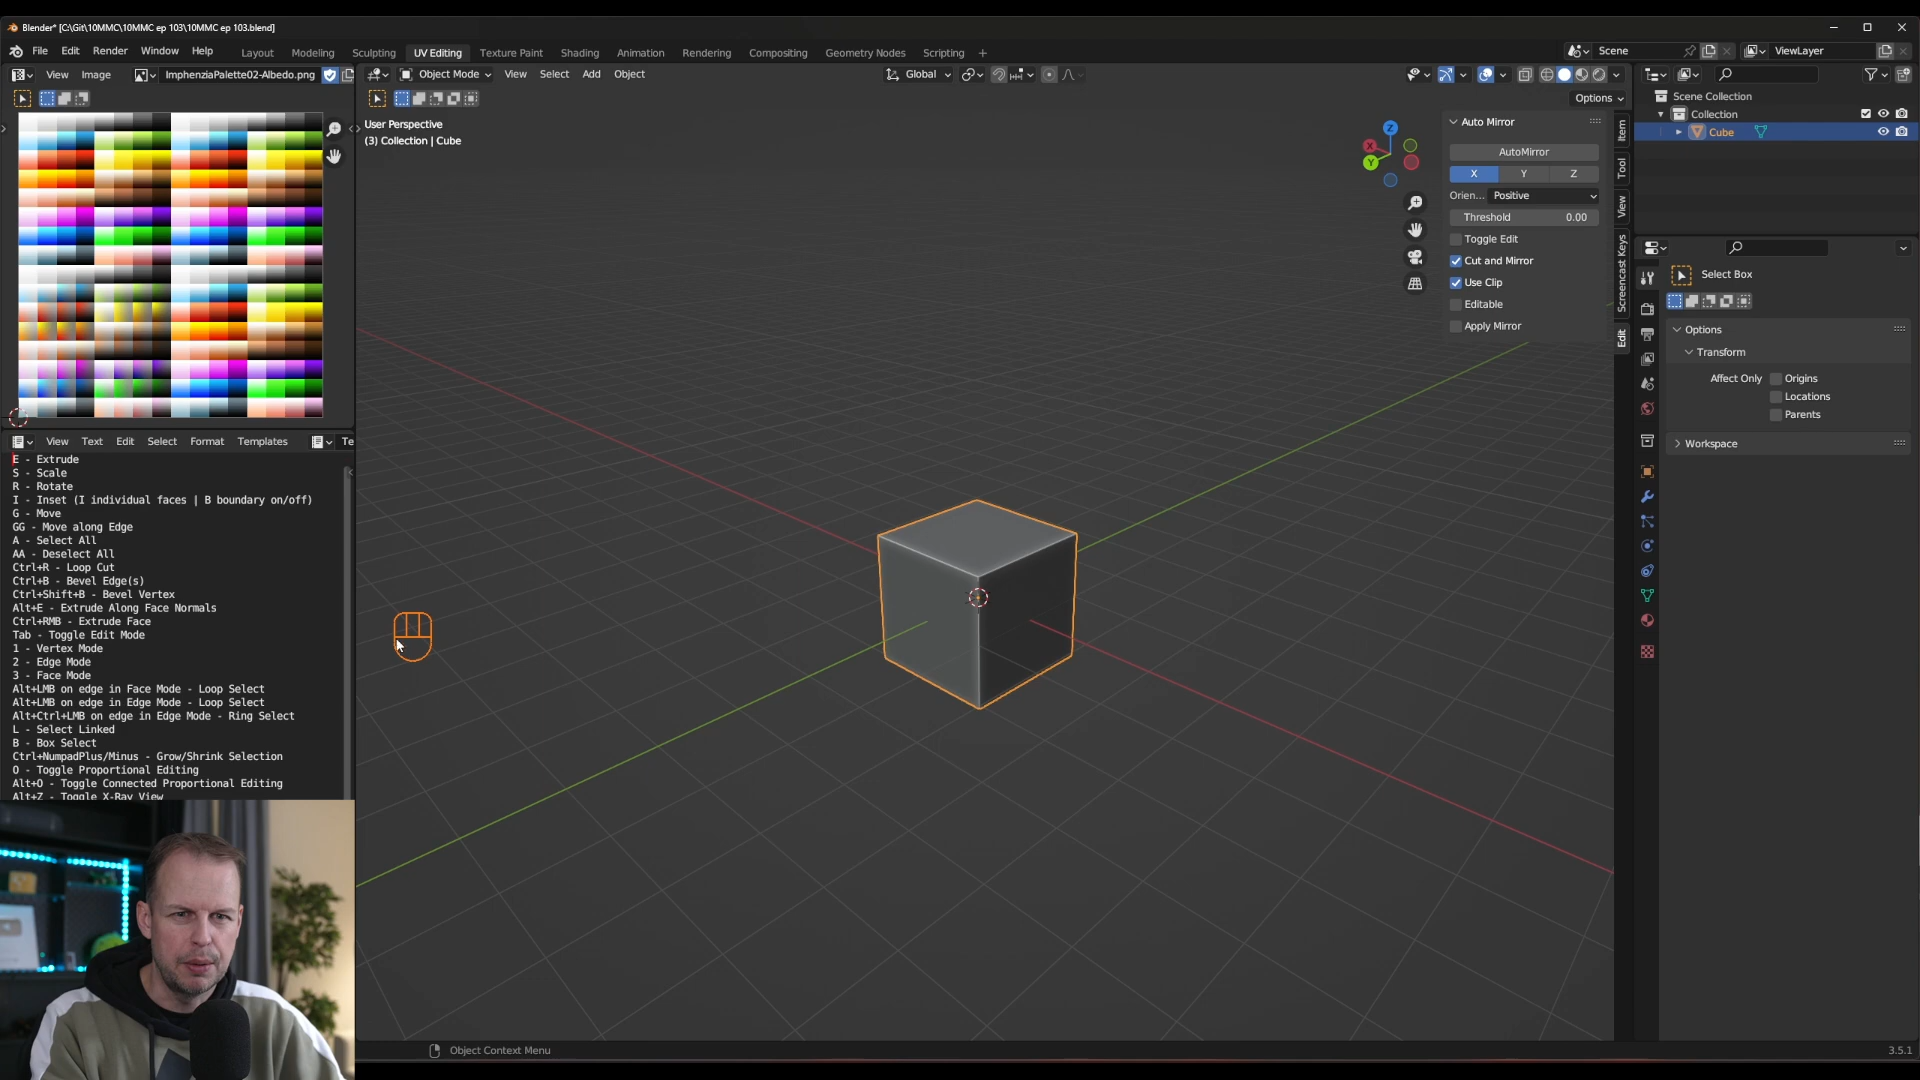 Blender* [C:\Git\10MMC\10MMC ep 103\10MMC ep 103.blend]
File Edit Render Window Help
Layout Modeling Sculpting UV Editing Texture Paint Shading Animation Rendering Compositing Geometry Nodes Scripting +
Scene
ViewLayer
View Image ImphenziaPalette02-Albedo.png
Object Mode View Select Add Object
Global
Options
User Perspective
(3) Collection | Cube
X
Y
Z
Auto Mirror
AutoMirror
X Y Z
Orien... Positive
Threshold 0.00
Toggle Edit
Cut and Mirror
Use Clip
Editable
Apply Mirror
Item
Tool
View
Screencast Keys
Edit
Scene Collection
Collection
Cube
Select Box
Options
Transform
Affect Only Origins
Locations
Parents
Workspace
View Text Edit Select Format Templates Te
E - Extrude
S - Scale
R - Rotate
I - Inset (I individual faces | B boundary on/off)
G - Move
GG - Move along Edge
A - Select All
AA - Deselect All
Ctrl+R - Loop Cut
Ctrl+B - Bevel Edge(s)
Ctrl+Shift+B - Bevel Vertex
Alt+E - Extrude Along Face Normals
Ctrl+RMB - Extrude Face
Tab - Toggle Edit Mode
1 - Vertex Mode
2 - Edge Mode
3 - Face Mode
Alt+LMB on edge in Face Mode - Loop Select
Alt+LMB on edge in Edge Mode - Loop Select
Alt+Ctrl+LMB on edge in Edge Mode - Ring Select
L - Select Linked
B - Box Select
Ctrl+NumpadPlus/Minus - Grow/Shrink Selection
O - Toggle Proportional Editing
Alt+O - Toggle Connected Proportional Editing
Alt+Z - Toggle X-Ray View
Object Context Menu
3.5.1